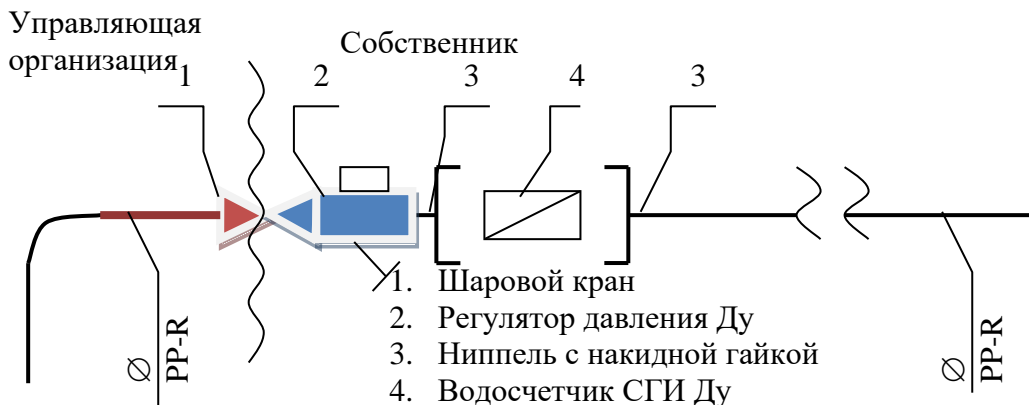 Управляющая
организация
Собственник
1
2
3
4
3
1. Шаровой кран
2. Регулятор давления Ду
3. Ниппель с накидной гайкой
4. Водосчетчик СГИ Ду
∅
PP-R
∅
PP-R